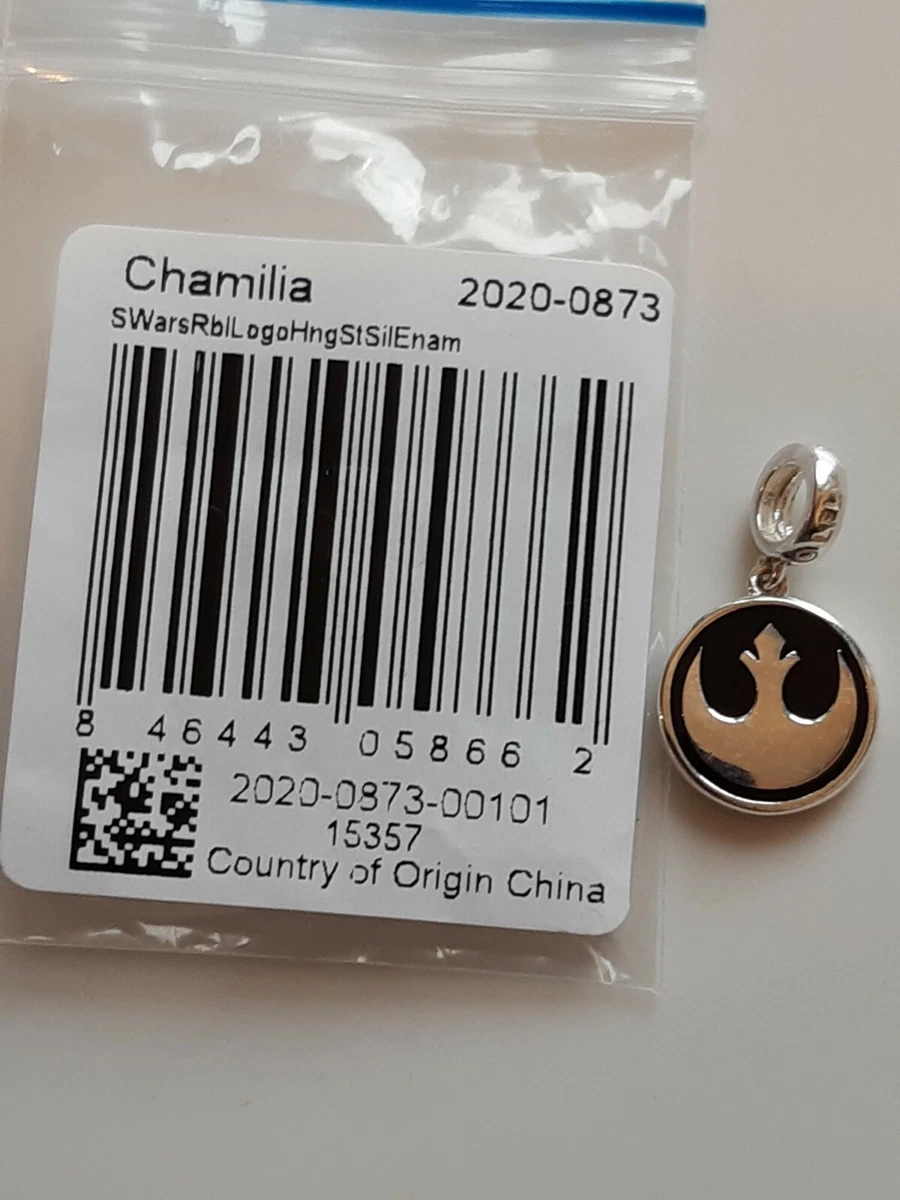 Chamilia 2020-0873
SWarsRblLogoHngStSilEnam
8 46443 05866 2
2020-0873-00101
15357
Country of Origin China